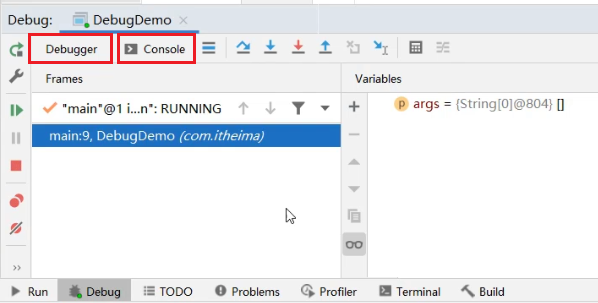 Debug: DebugDemo ×
Debugger Console
Frames Variables
"main"@1 i...n": RUNNING
p args = {String[0]@804} []
main:9, DebugDemo (com.itheima)
Run Debug TODO Problems Profiler Terminal Build